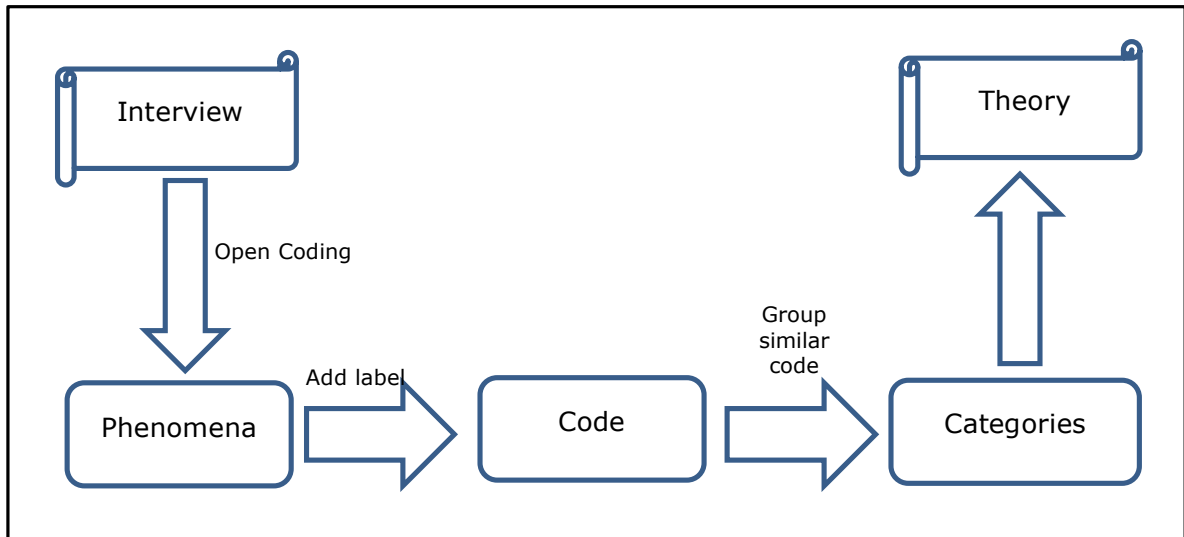 Interview
Theory
Open Coding
Group
similar
code
Add label
Phenomena
Code
Categories